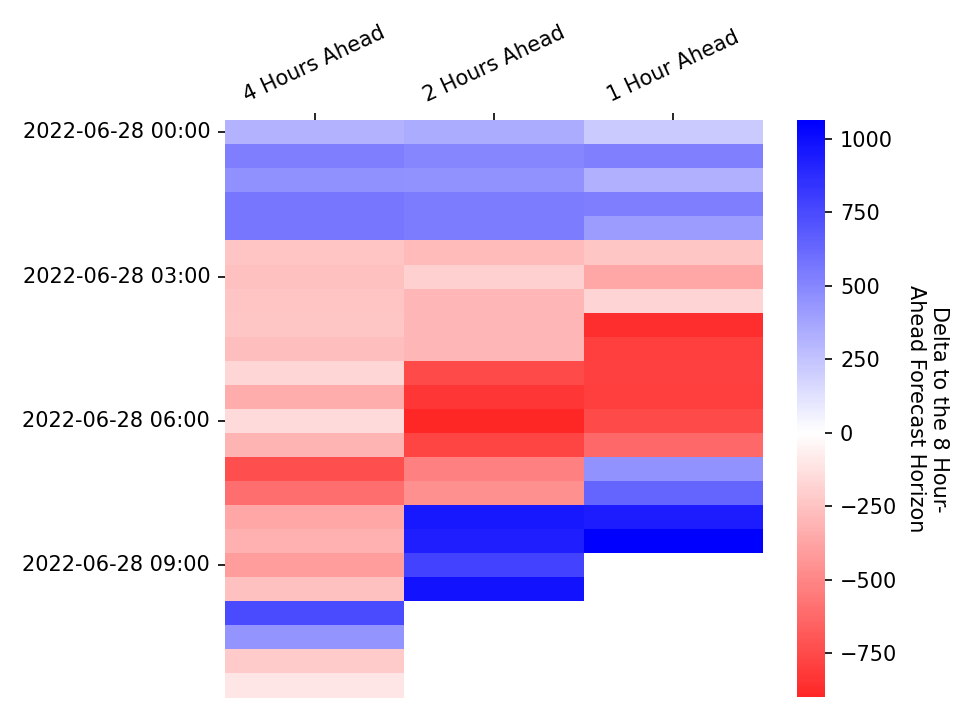 4 Hours Ahead
2 Hours Ahead
1 Hour Ahead
2022-06-28 00:00
2022-06-28 03:00
2022-06-28 06:00
2022-06-28 09:00
1000
750
500
250
0
−250
−500
−750
Delta to the 8 Hour-
Ahead Forecast Horizon